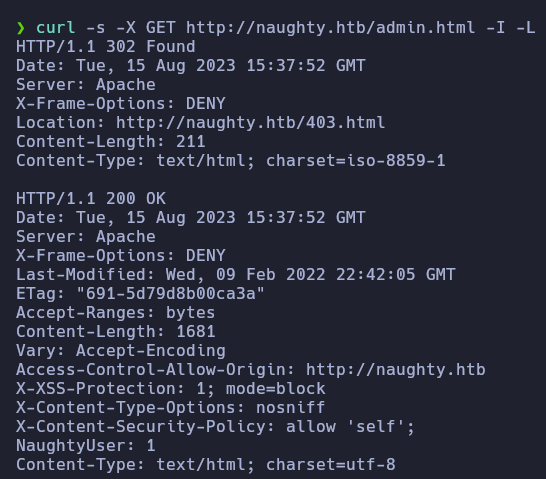 ❯ curl -s -X GET http://naughty.htb/admin.html -I -L
HTTP/1.1 302 Found
Date: Tue, 15 Aug 2023 15:37:52 GMT
Server: Apache
X-Frame-Options: DENY
Location: http://naughty.htb/403.html
Content-Length: 211
Content-Type: text/html; charset=iso-8859-1

HTTP/1.1 200 OK
Date: Tue, 15 Aug 2023 15:37:52 GMT
Server: Apache
X-Frame-Options: DENY
Last-Modified: Wed, 09 Feb 2022 22:42:05 GMT
ETag: "691-5d79d8b00ca3a"
Accept-Ranges: bytes
Content-Length: 1681
Vary: Accept-Encoding
Access-Control-Allow-Origin: http://naughty.htb
X-XSS-Protection: 1; mode=block
X-Content-Type-Options: nosniff
X-Content-Security-Policy: allow 'self';
NaughtyUser: 1
Content-Type: text/html; charset=utf-8